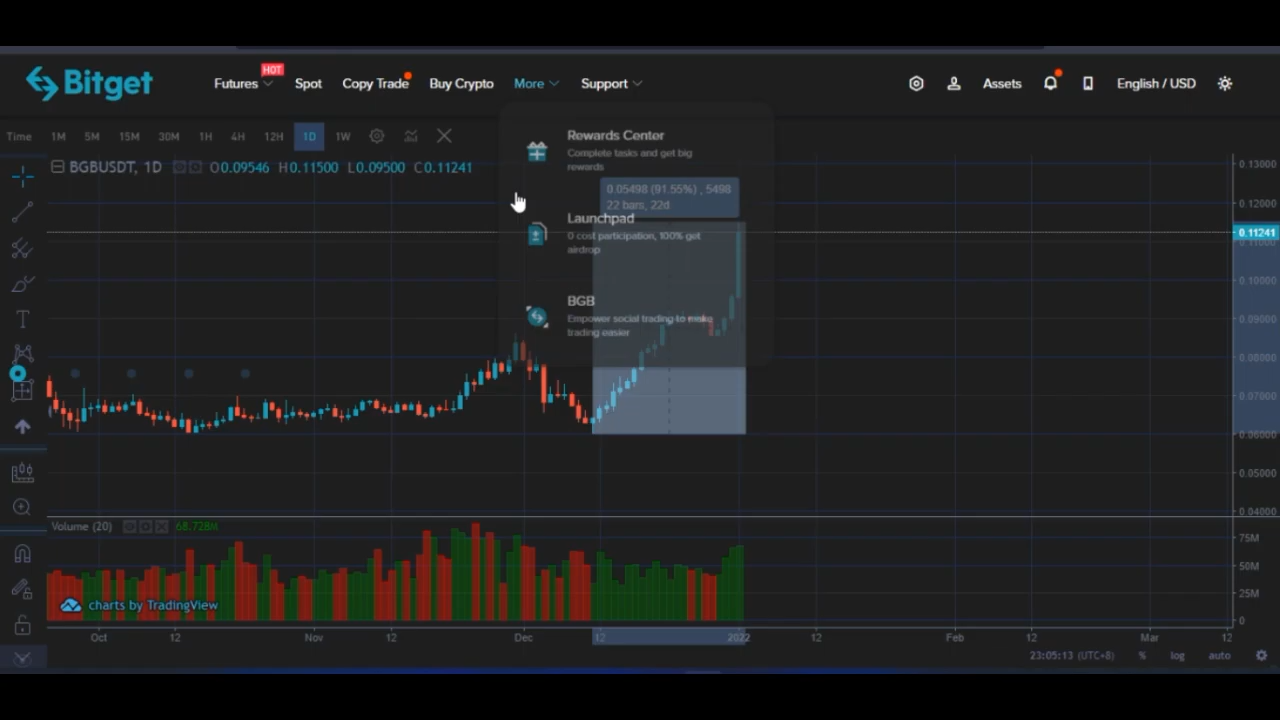 Bitget
Futures HOT Spot Copy Trade Buy Crypto More Support Assets English / USD
Time 1M 5M 15M 30M 1H 4H 12H 1D 1W
BGBUSDT, 1D O0.09546 H0.11500 L0.09500 C0.11241
Rewards Center
Complete tasks and get big
rewards
0.05498 (91.55%) , 5498
22 bars, 22d
Launchpad
0 cost participation, 100% get
airdrop
BGB
Empower social trading to make
trading easier
0.13000
0.12000
0.11241
0.11000
0.10000
0.09000
0.08000
0.07000
0.06000
0.05000
0.04000
Volume (20) 68.728M
75M
50M
25M
0
charts by TradingView
Oct 12 Nov 12 Dec 12 2022 12 Feb 12 Mar 12
23:05:13 (UTC+8) % log auto